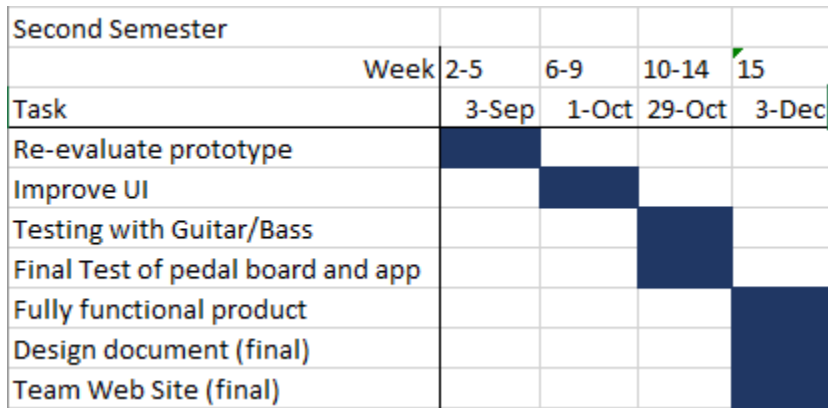 Second Semester
Week 2-5 6-9 10-14 15
Task 3-Sep 1-Oct 29-Oct 3-Dec
Re-evaluate prototype
Improve UI
Testing with Guitar/Bass
Final Test of pedal board and app
Fully functional product
Design document (final)
Team Web Site (final)